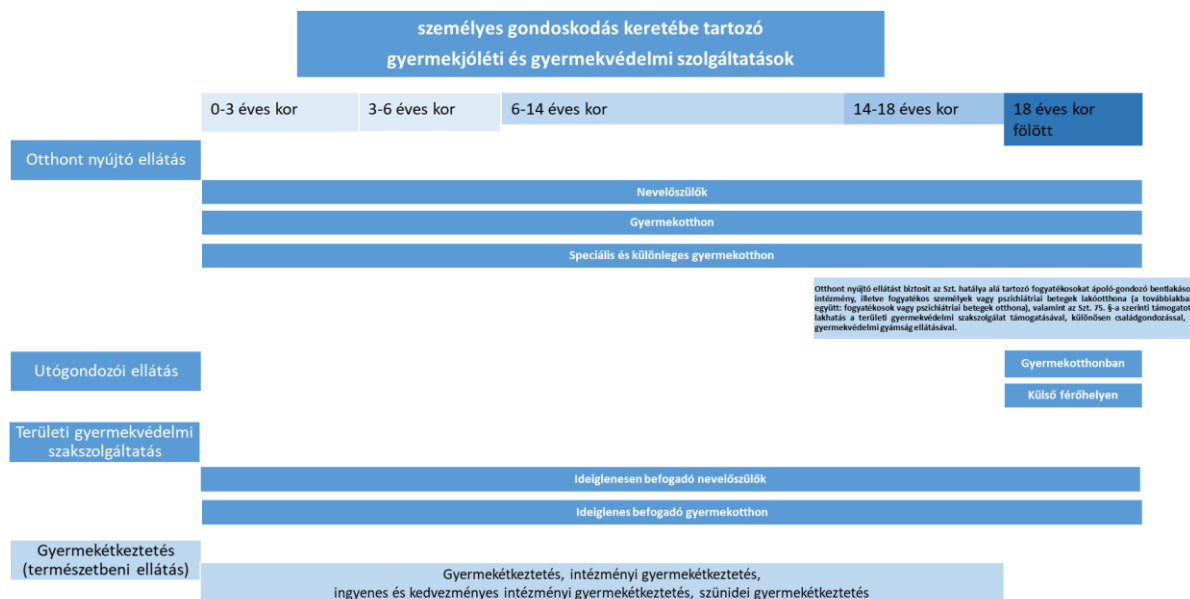 személyes gondoskodás keretébe tartozó
gyermekjóléti és gyermekvédelmi szolgáltatások
0-3 éves kor
3-6 éves kor
6-14 éves kor
14-18 éves kor
18 éves kor
fölött
Otthont nyújtó ellátás
Nevelőszülők
Gyermekotthon
Speciális és különleges gyermekotthon
Otthont nyújtó ellátást biztosít az Szt. hatálya alá tartozó fogyatékosokat ápoló-gondozó bentlakásos
intézmény, illetve fogyatékos személyek vagy pszichiátriai betegek lakóotthona (a továbbiakban
együtt: fogyatékosok vagy pszichiátriai betegek otthona), valamint az Szt. 75. §-a szerinti támogatott
lakhatás a területi gyermekvédelmi szakszolgálat támogatásával, különösen családgondozással,
gyermekvédelmi gyámság ellátásával.
Utógondozói ellátás
Gyermekotthonban
Külső férőhelyen
Területi gyermekvédelmi
szakszolgáltatás
Ideiglenesen befogadó nevelőszülők
Ideiglenes befogadó gyermekotthon
Gyermekétkeztetés
(természetbeni ellátás)
Gyermekétkeztetés, intézményi gyermekétkeztetés,
ingyenes és kedvezményes intézményi gyermekétkeztetés, szünidei gyermekétkeztetés